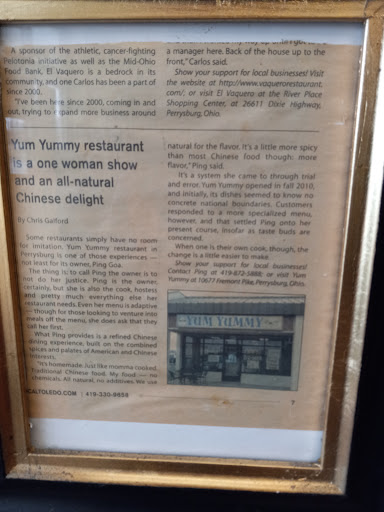 A sponsor of the athletic, cancer-fighting
Pelotonia initiative as well as the Mid-Ohio
Food Bank, El Vaquero is a bedrock in its
community, and one Carlos has been a part of
since 2000.
"I've been here since 2000, coming in and
out, trying to expand more business around
a manager here. Back of the house up to the
front," Carlos said.
Show your support for local businesses! Visit
the website at http://www.vaquerorestaurant.
com/, or visit El Vaquero at the River Place
Shopping Center, at 26611 Dixie Highway,
Perrysburg, Ohio.
Yum Yummy restaurant
is a one woman show
and an all-natural
Chinese delight
By Chris Gafford
Some restaurants simply have no room
for imitation. Yum Yummy restaurant in
Perrysburg is one of those experiences —
not least for its owner, Ping Goa.
The thing is: to call Ping the owner is to
not do her justice. Ping is the owner,
certainly, but she is also the cook, hostess
and pretty much everything else her
restaurant needs. Even her menu is adaptive
— though for those looking to venture into
meals off the menu, she does ask that they
call her first.
What Ping provides is a refined Chinese
dining experience, built on the combined
spices and palates of American and Chinese
interests.
"It's homemade. Just like momma cooked.
Traditional Chinese food. My food — no
chemicals. All natural, no additives. We use
natural for the flavor. It's a little more spicy
than most Chinese food though: more
flavor," Ping said.
It's a system she came to through trial
and error. Yum Yummy opened in fall 2010,
and initially, its dishes seemed to know no
concrete national boundaries. Customers
responded to a more specialized menu,
however, and that settled Ping onto her
present course, insofar as taste buds are
concerned.
When one is their own cook, though, the
change is a little easier to make.
Show your support for local businesses!
Contact Ping at 419-872-5888; or visit Yum
Yummy at 10677 Fremont Pike, Perrysburg, Ohio.
YUM YUMMY
CALTOLEDO.COM | 419-330-9858
7